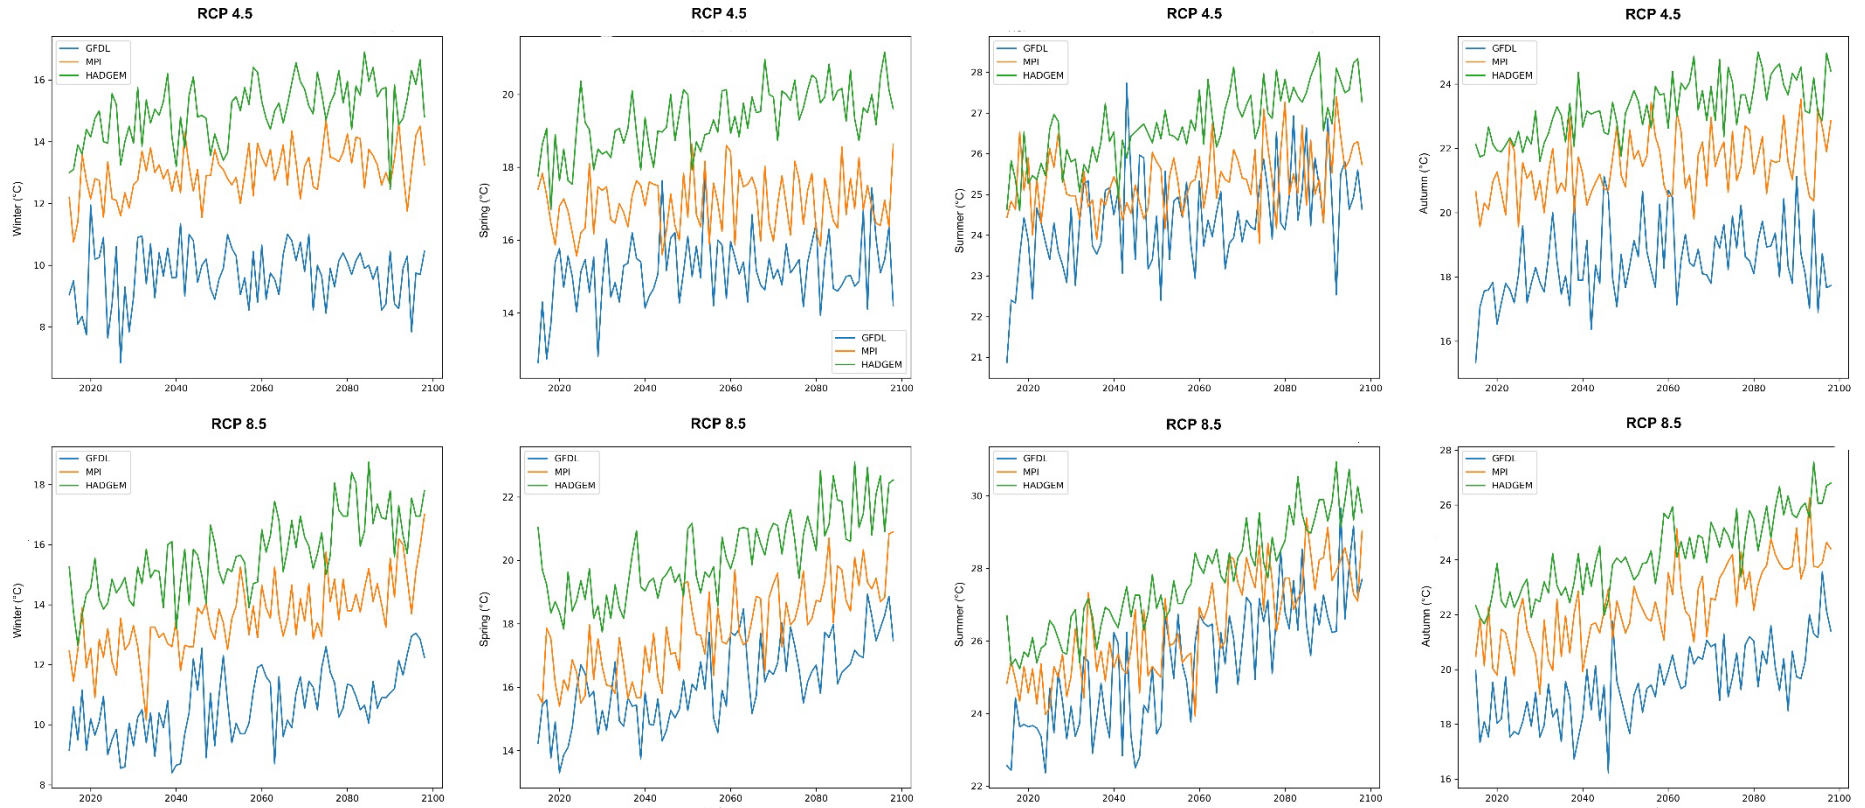 RCP 4.5
GFDL
MPI
HADGEM
Winter (°C)
16
14
12
10
8
2020 2040 2060 2080 2100
RCP 4.5
Spring (°C)
20
18
16
14
GFDL
MPI
HADGEM
2020 2040 2060 2080 2100
RCP 4.5
GFDL
MPI
HADGEM
Summer (°C)
28
27
26
25
24
23
22
21
2020 2040 2060 2080 2100
RCP 4.5
GFDL
MPI
HADGEM
Autumn (°C)
24
22
20
18
16
2020 2040 2060 2080 2100
RCP 8.5
GFDL
MPI
HADGEM
Winter (°C)
18
16
14
12
10
8
2020 2040 2060 2080 2100
RCP 8.5
GFDL
MPI
HADGEM
Spring (°C)
22
20
18
16
14
2020 2040 2060 2080 2100
RCP 8.5
GFDL
MPI
HADGEM
Summer (°C)
30
28
26
24
22
2020 2040 2060 2080 2100
RCP 8.5
GFDL
MPI
HADGEM
Autumn (°C)
28
26
24
22
20
18
16
2020 2040 2060 2080 2100